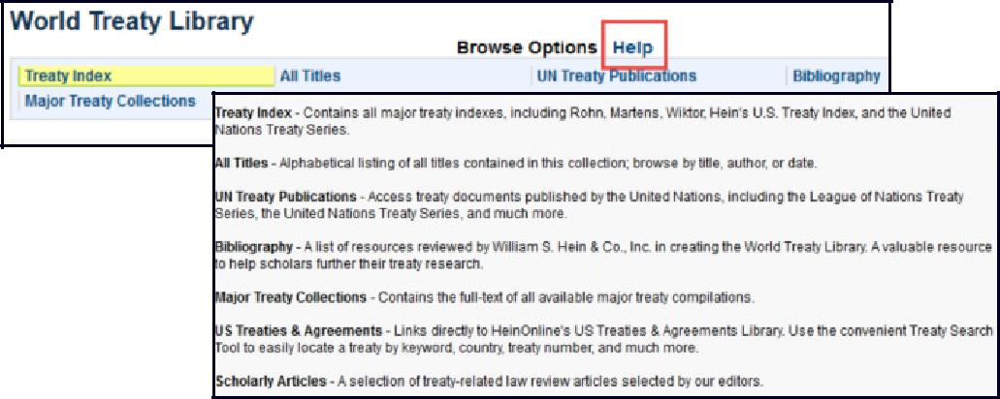 World Treaty Library
Browse Options Help
Treaty Index All Titles UN Treaty Publications Bibliography
Major Treaty Collections
Treaty Index - Contains all major treaty indexes, including Rohn, Martens, Wiktor, Hein's U.S. Treaty Index, and the United
Nations Treaty Series.
All Titles - Alphabetical listing of all titles contained in this collection; browse by title, author, or date.
UN Treaty Publications - Access treaty documents published by the United Nations, including the League of Nations Treaty
Series, the United Nations Treaty Series, and much more.
Bibliography - A list of resources reviewed by William S. Hein & Co., Inc. in creating the World Treaty Library. A valuable resource
to help scholars further their treaty research.
Major Treaty Collections - Contains the full-text of all available major treaty compilations.
US Treaties & Agreements - Links directly to HeinOnline's US Treaties & Agreements Library. Use the convenient Treaty Search
Tool to easily locate a treaty by keyword, country, treaty number, and much more.
Scholarly Articles - A selection of treaty-related law review articles selected by our editors.